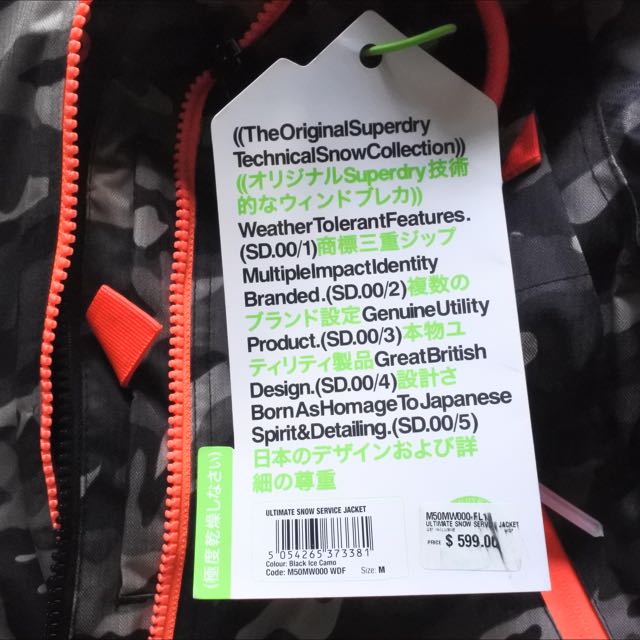 ((TheOriginalSuperdry
TechnicalSnowCollection))
((オリジナルSuperdry技術
的なウィンドブレカ))
WeatherTolerantFeatures.
(SD.00/1)商標三重ジップ
MultipleImpactIdentity
Branded.(SD.00/2)複数の
ブランド設定GenuineUtility
Product.(SD.00/3)本物ユ
ティリティ製品GreatBritish
Design.(SD.00/4)設計さ
BornAsHomageToJapanese
Spirit&Detailing.(SD.00/5)
日本のデザインおよび詳
細の尊重
(極度乾燥しなさい)
ULTIMATE SNOW SERVICE JACKET
5 054265 373381
Colour: Black Ice Camo
Code: M50MW000 WDF Size: M
M50MW000-FL1
ULTIMATE SNOW SERVICE JACKET
PRICE $ 599.00